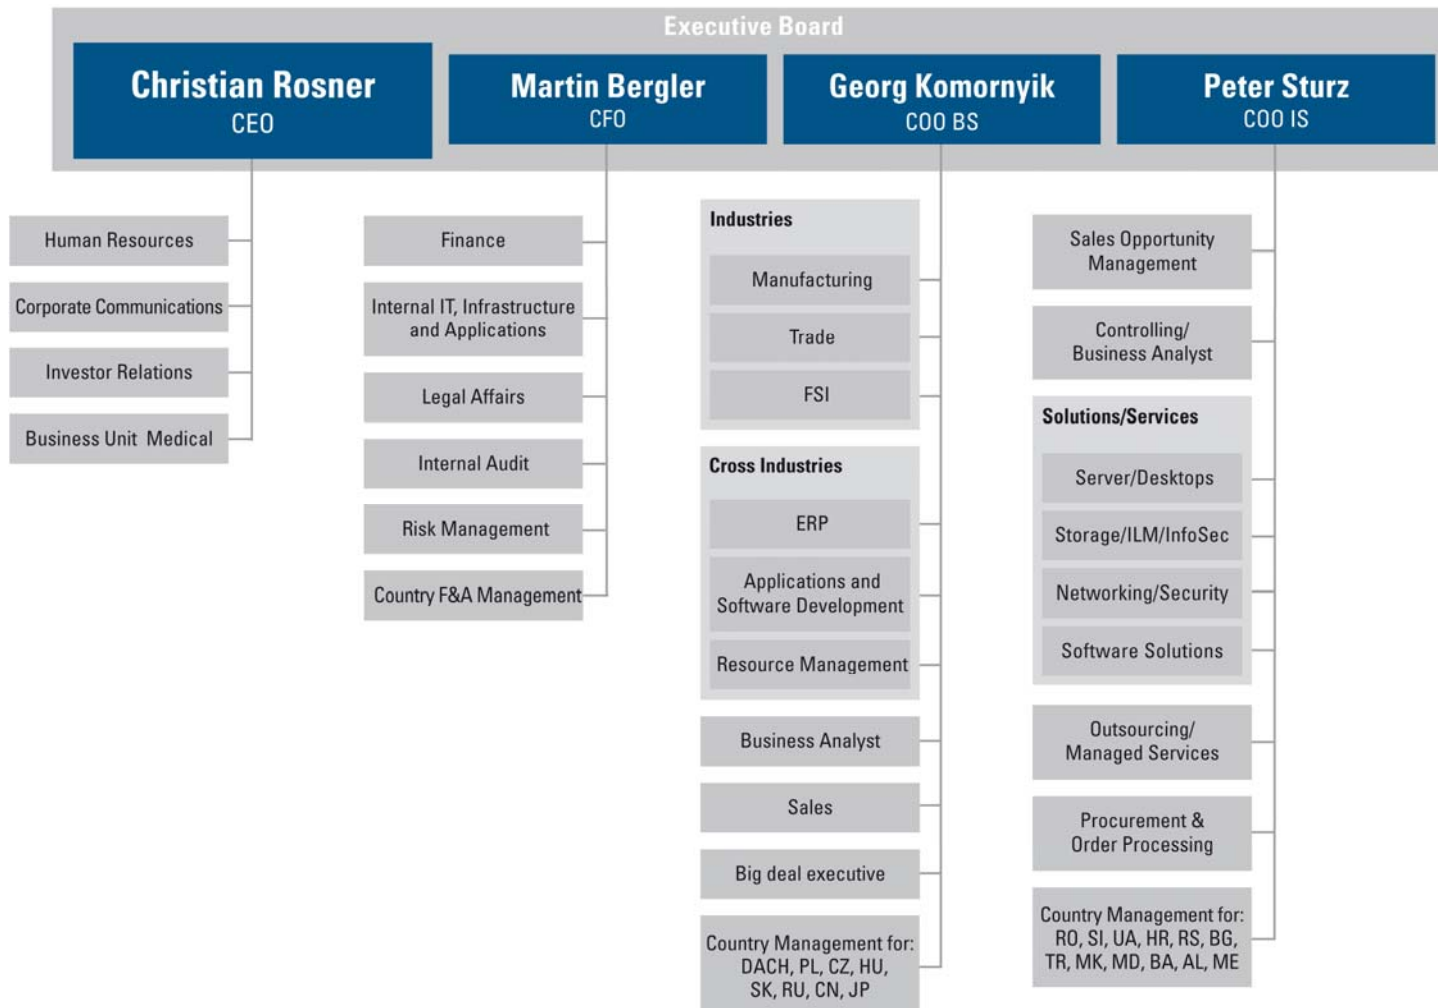 Executive Board
Christian Rosner
CEO
Martin Bergler
CFO
Georg Komornyik
COO BS
Peter Sturz
COO IS
Human Resources
Corporate Communications
Investor Relations
Business Unit Medical
Finance
Internal IT, Infrastructure
and Applications
Legal Affairs
Internal Audit
Risk Management
Country F&A Management
Industries
Manufacturing
Trade
FSI
Cross Industries
ERP
Applications and
Software Development
Resource Management
Business Analyst
Sales
Big deal executive
Country Management for:
DACH, PL, CZ, HU,
SK, RU, CN, JP
Sales Opportunity
Management
Controlling/
Business Analyst
Solutions/Services
Server/Desktops
Storage/ILM/InfoSec
Networking/Security
Software Solutions
Outsourcing/
Managed Services
Procurement &
Order Processing
Country Management for:
RO, SI, UA, HR, RS, BG,
TR, MK, MD, BA, AL, ME